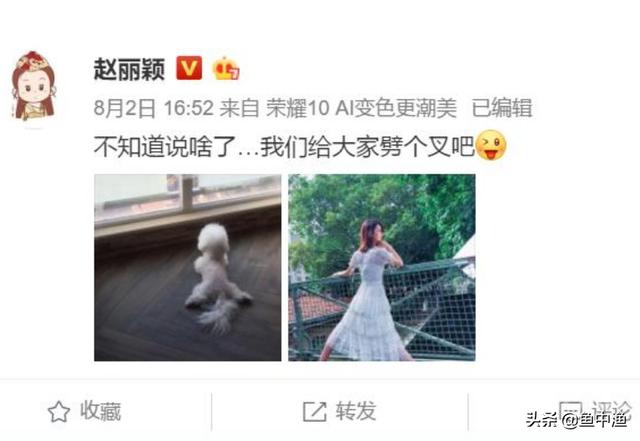 赵丽颖
8月2日 16:52 来自 荣耀10 AI变色更潮美 已编辑
不知道说啥了...我们给大家劈个叉吧
收藏
转发
评论
头条 @鱼中渔